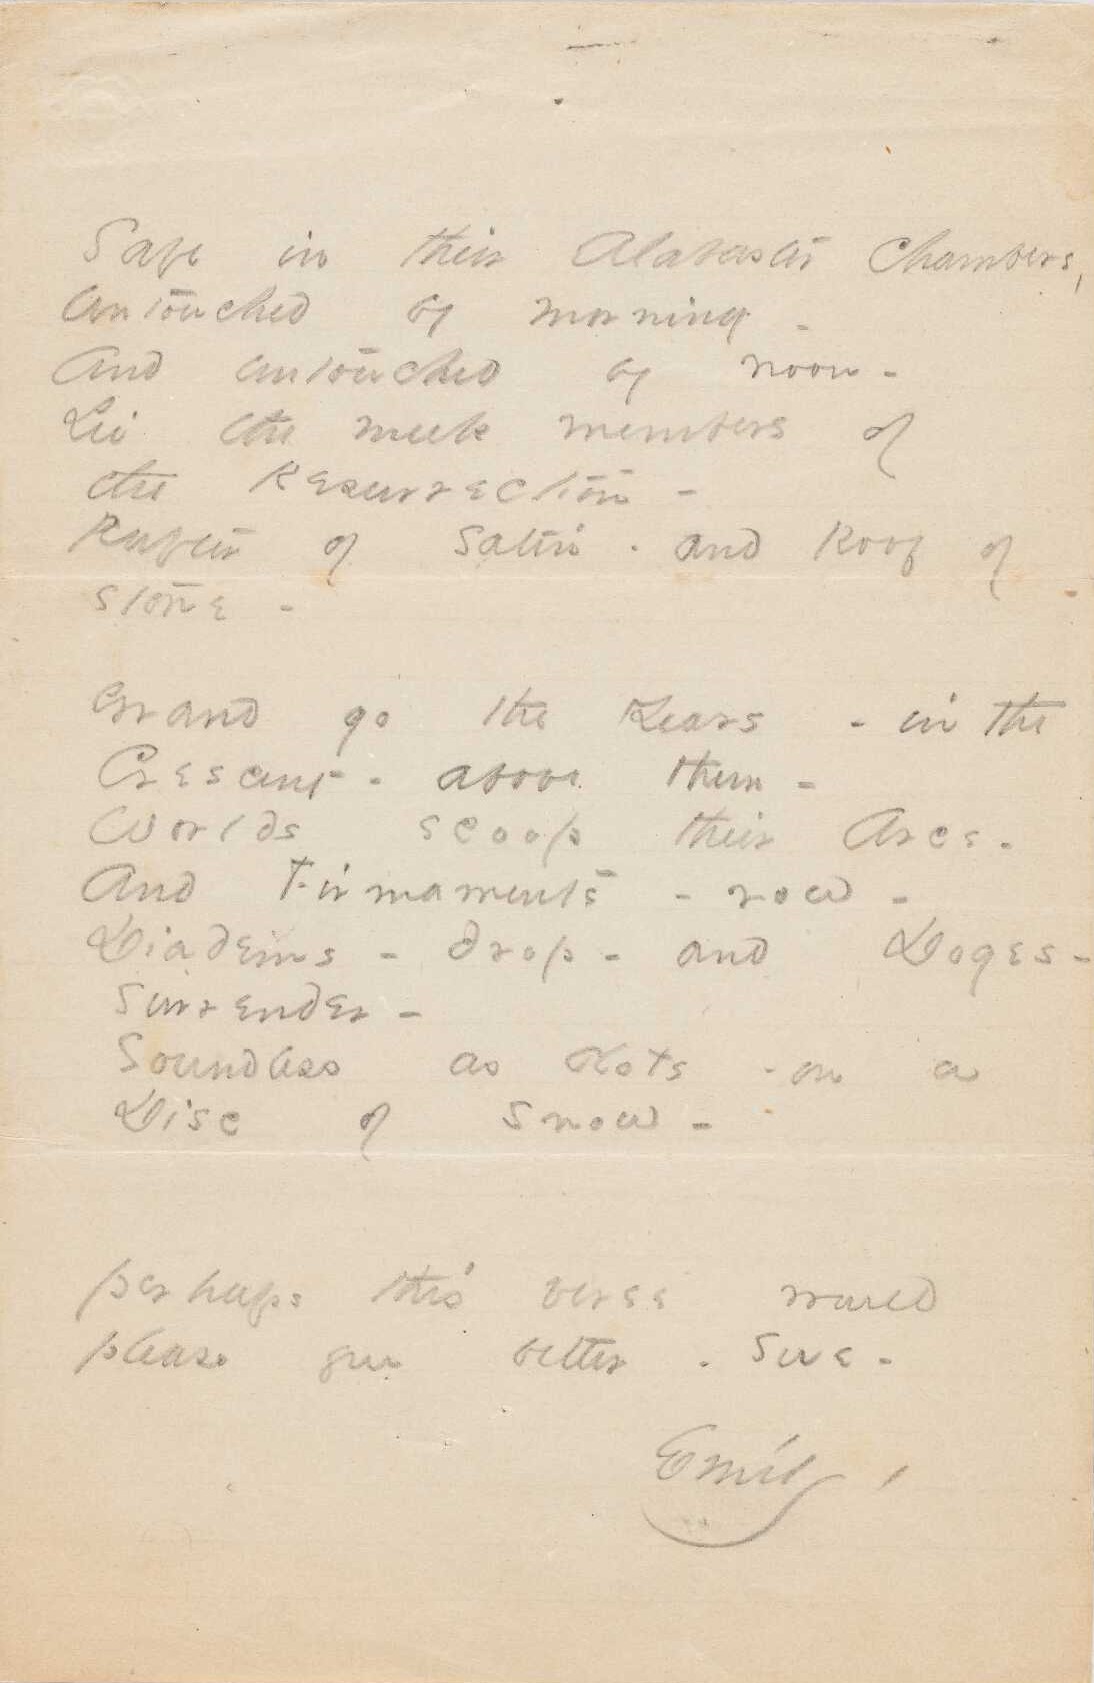 Safe in their Alabaster Chambers,
Untouched by morning -
And untouched by noon -
Lie the meek members of
the Resurrection -
Rafter of Satin - and Roof of
stone -
Grand go the Years - in the
Crescent - above them -
Worlds scoop their Arcs -
And Firmaments - row -
Diadems - drop - and Doges -
surrender -
Soundless as dots - on a
Disc of snow -
Perhaps this verse would
please you better - Sue -
Emily -